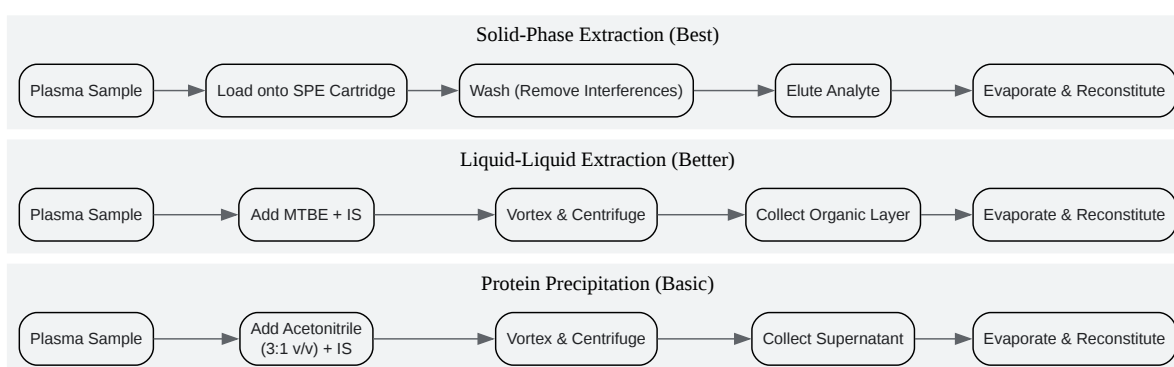 Solid-Phase Extraction (Best)
Plasma Sample
Load onto SPE Cartridge
Wash (Remove Interferences)
Elute Analyte
Evaporate & Reconstitute
Liquid-Liquid Extraction (Better)
Plasma Sample
Add MTBE + IS
Vortex & Centrifuge
Collect Organic Layer
Evaporate & Reconstitute
Protein Precipitation (Basic)
Plasma Sample
Add Acetonitrile
(3:1 v/v) + IS
Vortex & Centrifuge
Collect Supernatant
Evaporate & Reconstitute